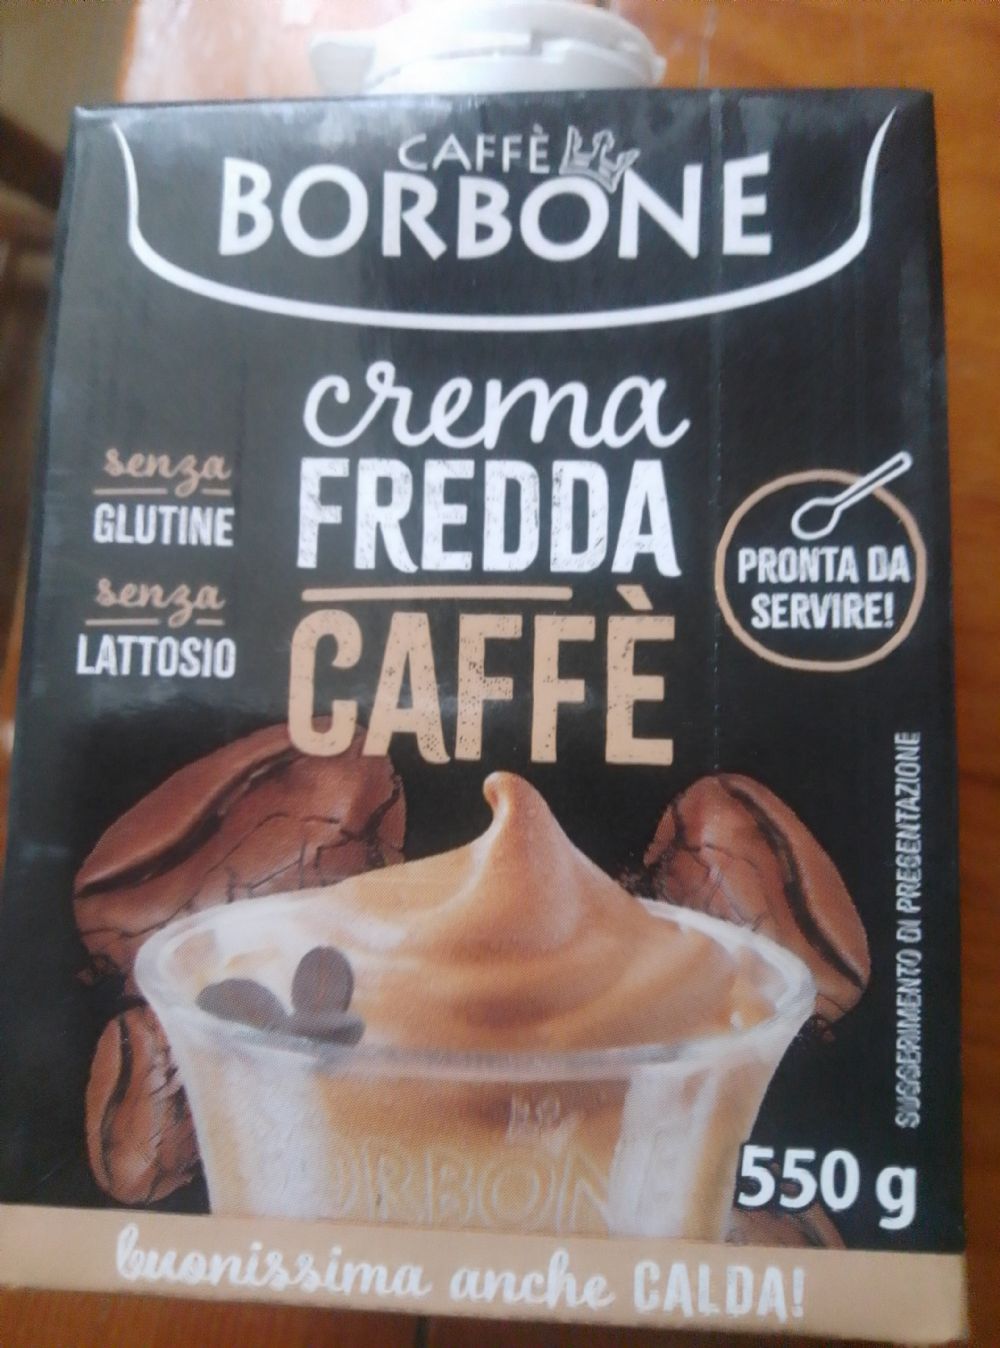 CAFFÈ
BORBONE
crema
FREDDA
CAFFÈ
senza
GLUTINE
senza
LATTOSIO
PRONTA DA
SERVIRE!
SUGGERIMENTO DI PRESENTAZIONE
BORBONE
550 g
buonissima anche CALDA!